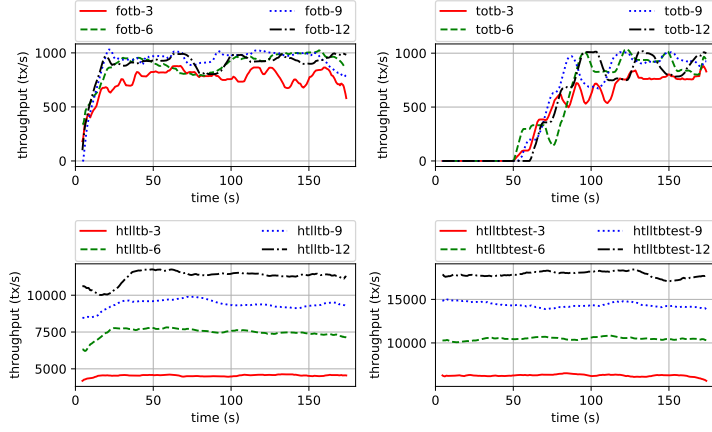 fotb-3 fotb-9
fotb-6 fotb-12
1000
500
0
throughput (tx/s)
0 50 100 150
time (s)
totb-3 totb-9
totb-6 totb-12
1000
500
0
throughput (tx/s)
0 50 100 150
time (s)
htlltb-3 htlltb-9
htlltb-6 htlltb-12
10000
7500
5000
throughput (tx/s)
0 50 100 150
time (s)
htlltbtest-3 htlltbtest-9
htlltbtest-6 htlltbtest-12
15000
10000
throughput (tx/s)
0 50 100 150
time (s)